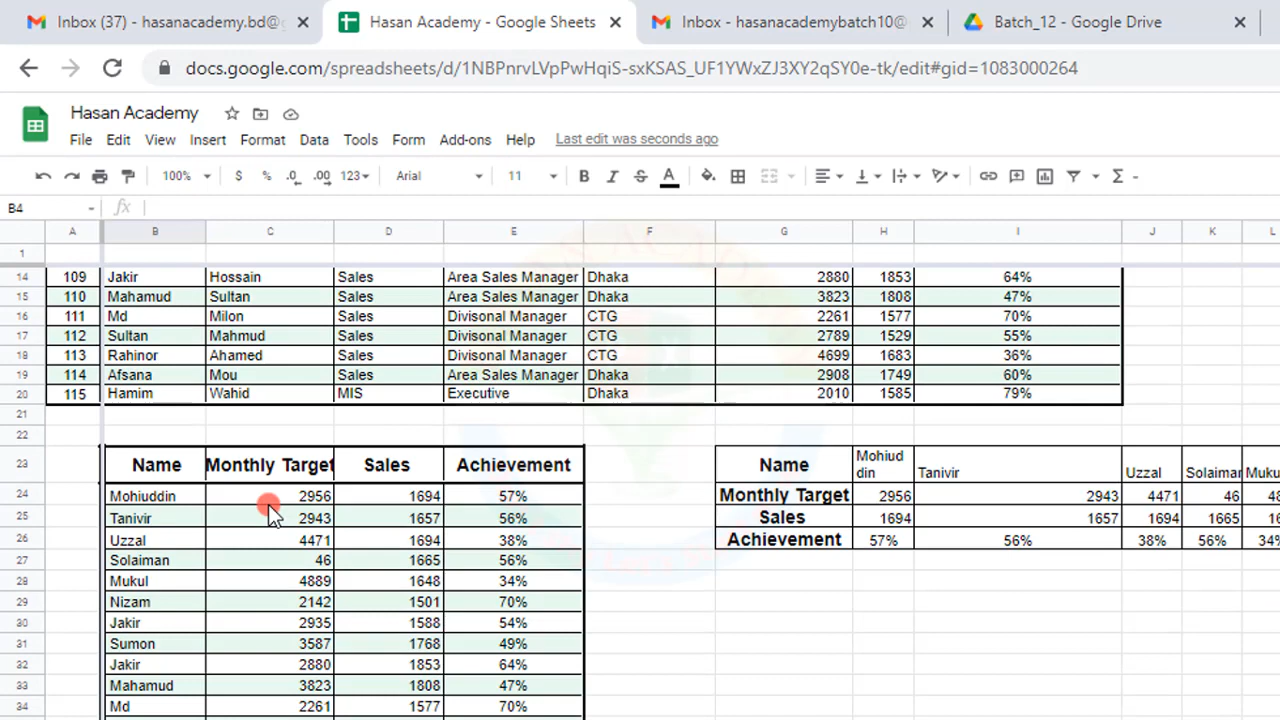 Inbox (37) - hasanacademy.bd@g
Hasan Academy - Google Sheets
Inbox - hasanacademybatch10@
Batch_12 - Google Drive
docs.google.com/spreadsheets/d/1NBPnrvLVpPwHqiS-sxKSAS_UF1YWxZJ3XY2qSY0e-tk/edit#gid=1083000264
Hasan Academy
File Edit View Insert Format Data Tools Form Add-ons Help Last edit was seconds ago
100% $ % .0 .00 123 Arial 11 B I S A Σ
B4 fx
A B C D E F G H I J K L
1
14 109 Jakir Hossain Sales Area Sales Manager Dhaka 2880 1853 64%
15 110 Mahamud Sultan Sales Area Sales Manager Dhaka 3823 1808 47%
16 111 Md Milon Sales Divisonal Manager CTG 2261 1577 70%
17 112 Sultan Mahmud Sales Divisonal Manager CTG 2789 1529 55%
18 113 Rahinor Ahamed Sales Divisonal Manager CTG 4699 1683 36%
19 114 Afsana Mou Sales Area Sales Manager Dhaka 2908 1749 60%
20 115 Hamim Wahid MIS Executive Dhaka 2010 1585 79%
21
22
23 Name Monthly Target Sales Achievement Name Mohiud din Tanivir Uzzal Solaiman Muku
24 Mohiuddin 2956 1694 57% Monthly Target 2956 2943 4471 46 48
25 Tanivir 2943 1657 56% Sales 1694 1657 1694 1665 16
26 Uzzal 4471 1694 38% Achievement 57% 56% 38% 56% 34%
27 Solaiman 46 1665 56%
28 Mukul 4889 1648 34%
29 Nizam 2142 1501 70%
30 Jakir 2935 1588 54%
31 Sumon 3587 1768 49%
32 Jakir 2880 1853 64%
33 Mahamud 3823 1808 47%
34 Md 2261 1577 70%